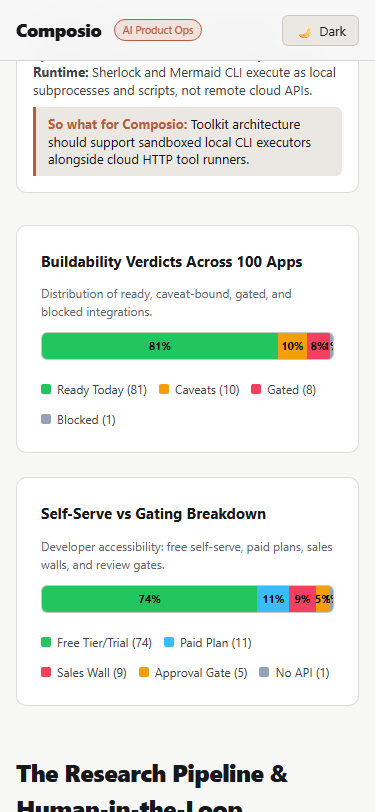 Composio
AI Product Ops
🌙 Dark
Runtime: Sherlock and Mermaid CLI execute as local
subprocesses and scripts, not remote cloud APIs.
So what for Composio: Toolkit architecture
should support sandboxed local CLI executors
alongside cloud HTTP tool runners.
Buildability Verdicts Across 100 Apps
Distribution of ready, caveat-bound, gated, and
blocked integrations.
81% 10% 8%
Ready Today (81) Caveats (10) Gated (8)
Blocked (1)
Self-Serve vs Gating Breakdown
Developer accessibility: free self-serve, paid plans, sales
walls, and review gates.
74% 11% 9% 5%
Free Tier/Trial (74) Paid Plan (11)
Sales Wall (9) Approval Gate (5) No API (1)
The Research Pipeline &
Human-in-the-Loop